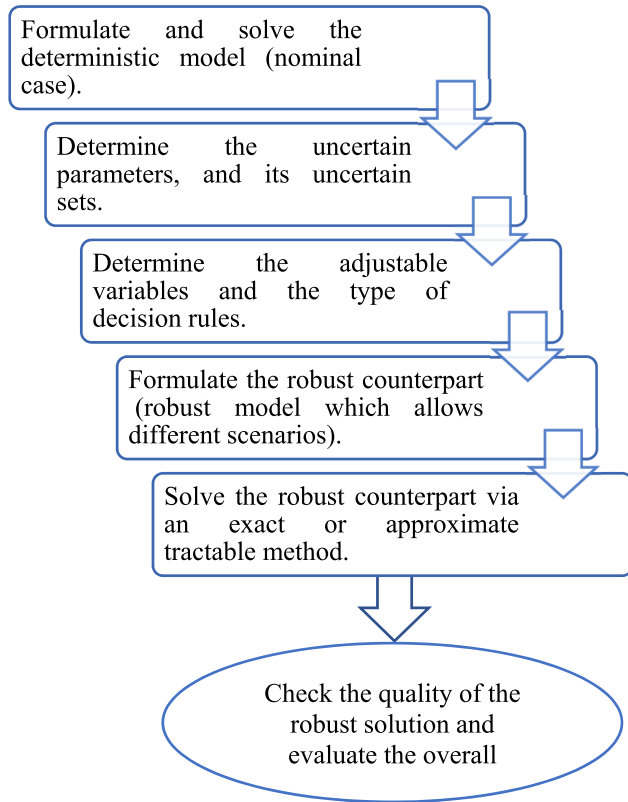 Formulate and solve the
deterministic model (nominal
case).
Determine the uncertain
parameters, and its uncertain
sets.
Determine the adjustable
variables and the type of
decision rules.
Formulate the robust counterpart
(robust model which allows
different scenarios).
Solve the robust counterpart via
an exact or approximate
tractable method.
Check the quality of the
robust solution and
evaluate the overall